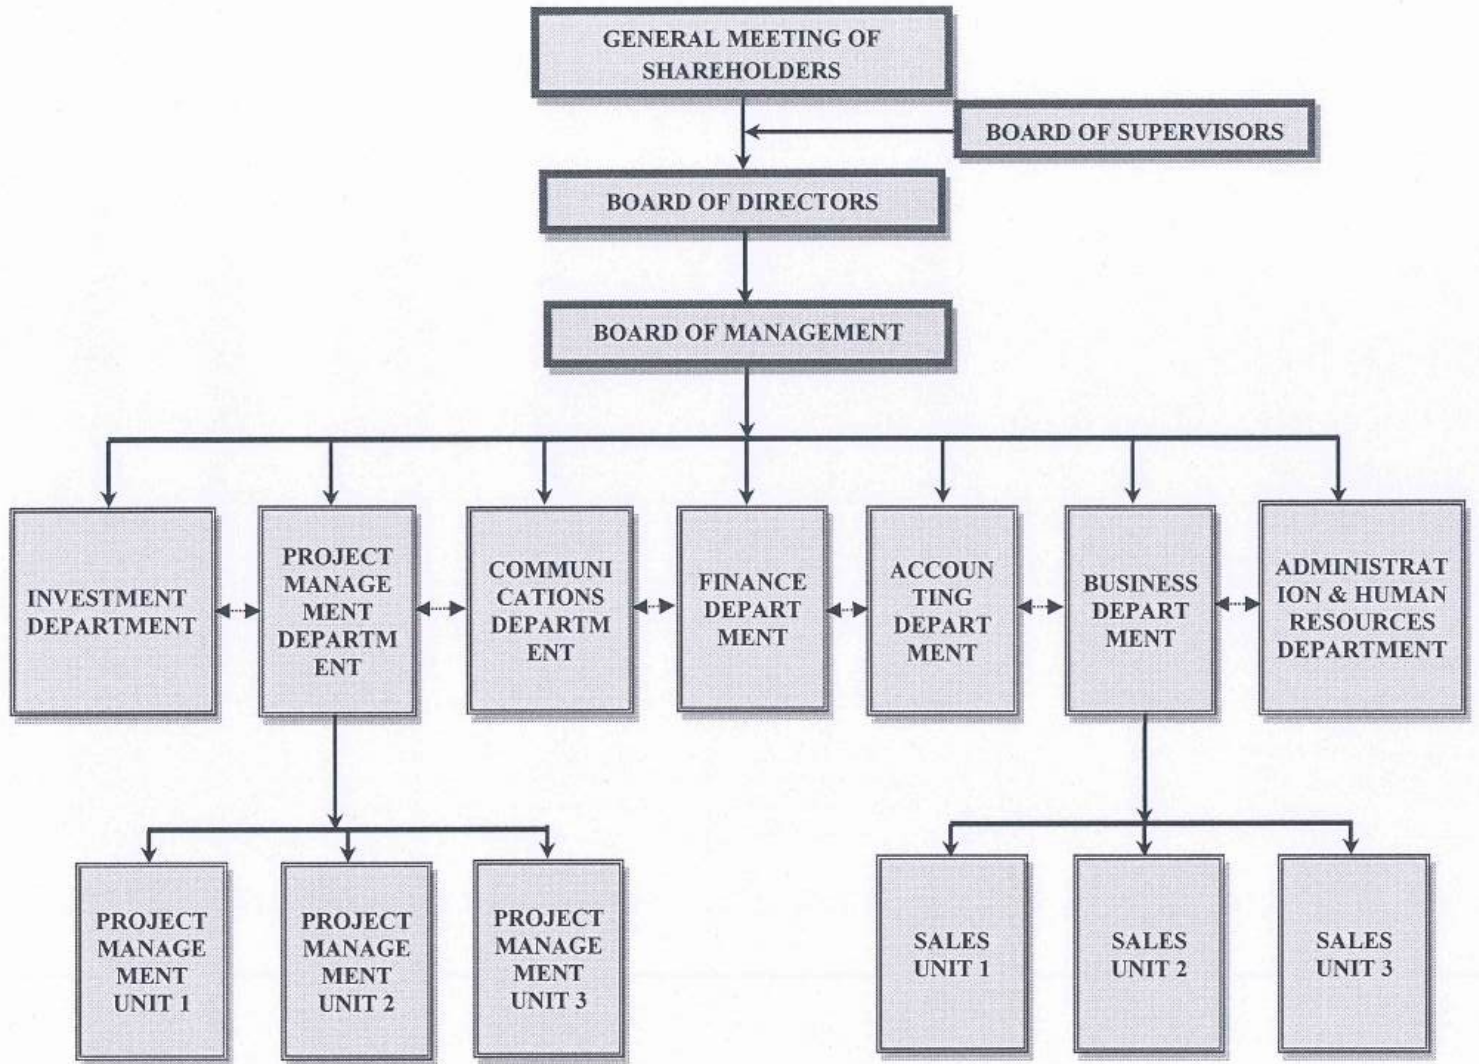 GENERAL MEETING OF
SHAREHOLDERS
BOARD OF SUPERVISORS
BOARD OF DIRECTORS
BOARD OF MANAGEMENT
INVESTMENT
DEPARTMENT
PROJECT
MANAGE
MENT
DEPARTM
ENT
COMMUNI
CATIONS
DEPARTM
ENT
FINANCE
DEPART
MENT
ACCOUN
TING
DEPART
MENT
BUSINESS
DEPART
MENT
ADMINISTRAT
ION & HUMAN
RESOURCES
DEPARTMENT
PROJECT
MANAGE
MENT
UNIT 1
PROJECT
MANAGE
MENT
UNIT 2
PROJECT
MANAGE
MENT
UNIT 3
SALES
UNIT 1
SALES
UNIT 2
SALES
UNIT 3